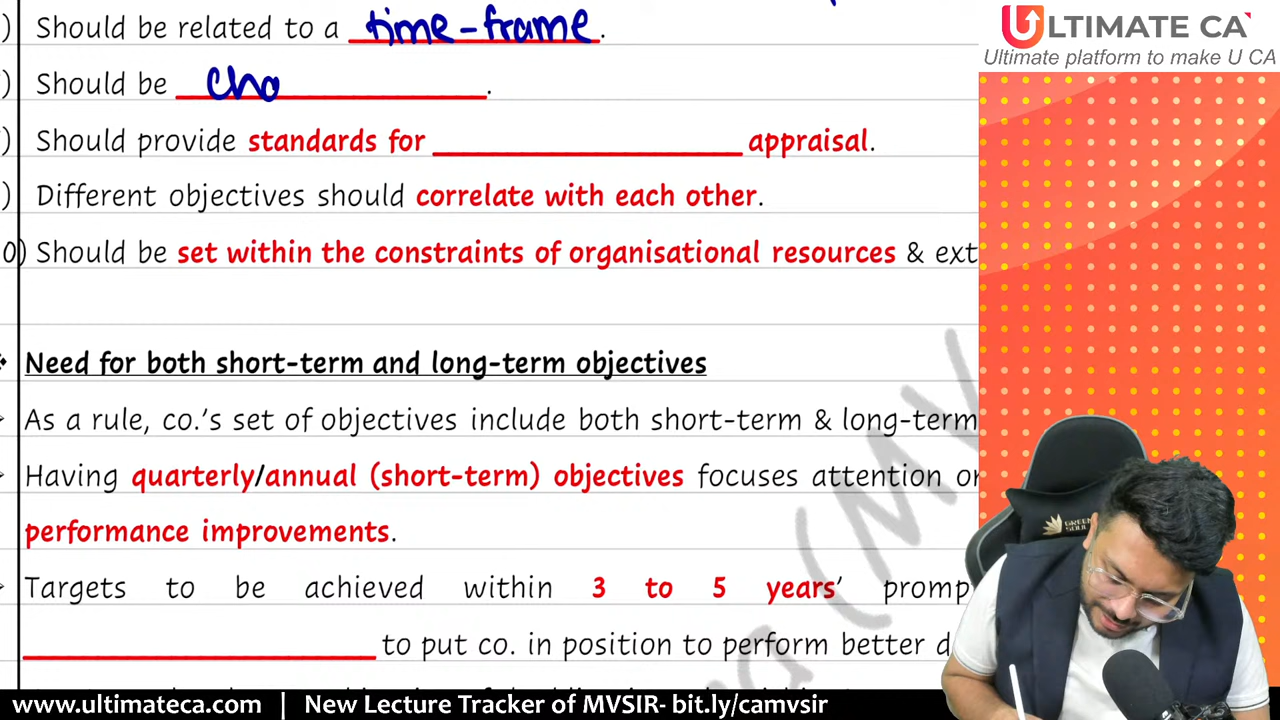 ) Should be related to a time-frame.
ULTIMATE CA
Ultimate platform to make U CA
) Should be cho.
) Should provide standards for appraisal.
) Different objectives should correlate with each other.
0) Should be set within the constraints of organisational resources & ext
Need for both short-term and long-term objectives
As a rule, co.'s set of objectives include both short-term & long-term
Having quarterly/annual (short-term) objectives focuses attention on
performance improvements.
Targets to be achieved within 3 to 5 years' promp
to put co. in position to perform better d
(CMV
GREEN SOUL
www.ultimateca.com | New Lecture Tracker of MVSIR- bit.ly/camvsir